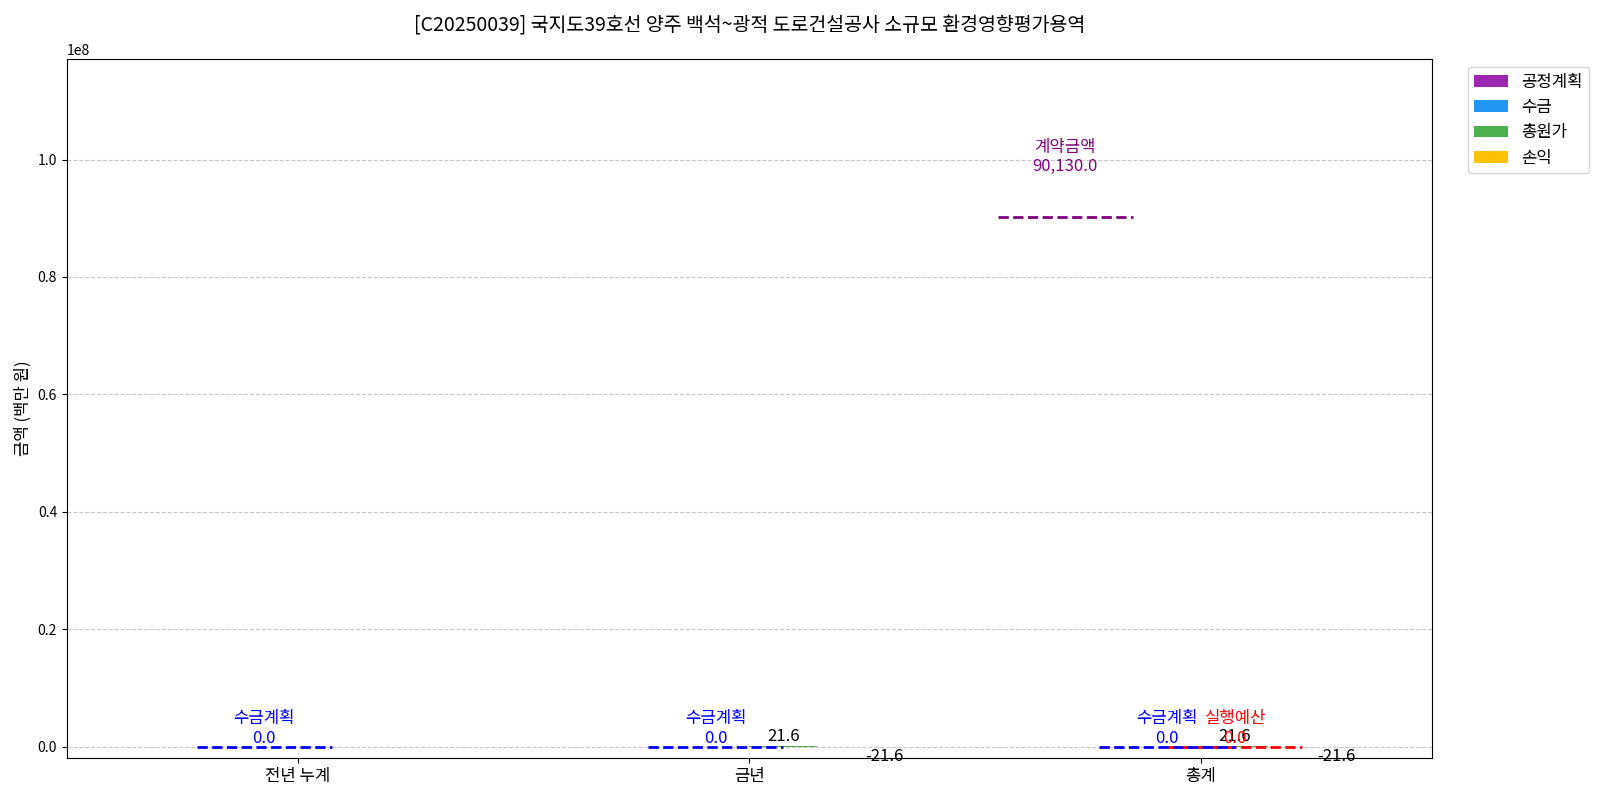 [C20250039] 국지도39호선 양주 백석~광적 도로건설공사 소규모 환경영향평가용역
1e8
공정계획
수금
총원가
손익
계약금액
90,130.0
1.0
0.8
0.6
0.4
0.2
0.0
금액 (백만 원)
수금계획
0.0
수금계획
0.0
21.6
-21.6
수금계획
0.0
실행예산
0.0
21.6
-21.6
전년 누계
금년
총계